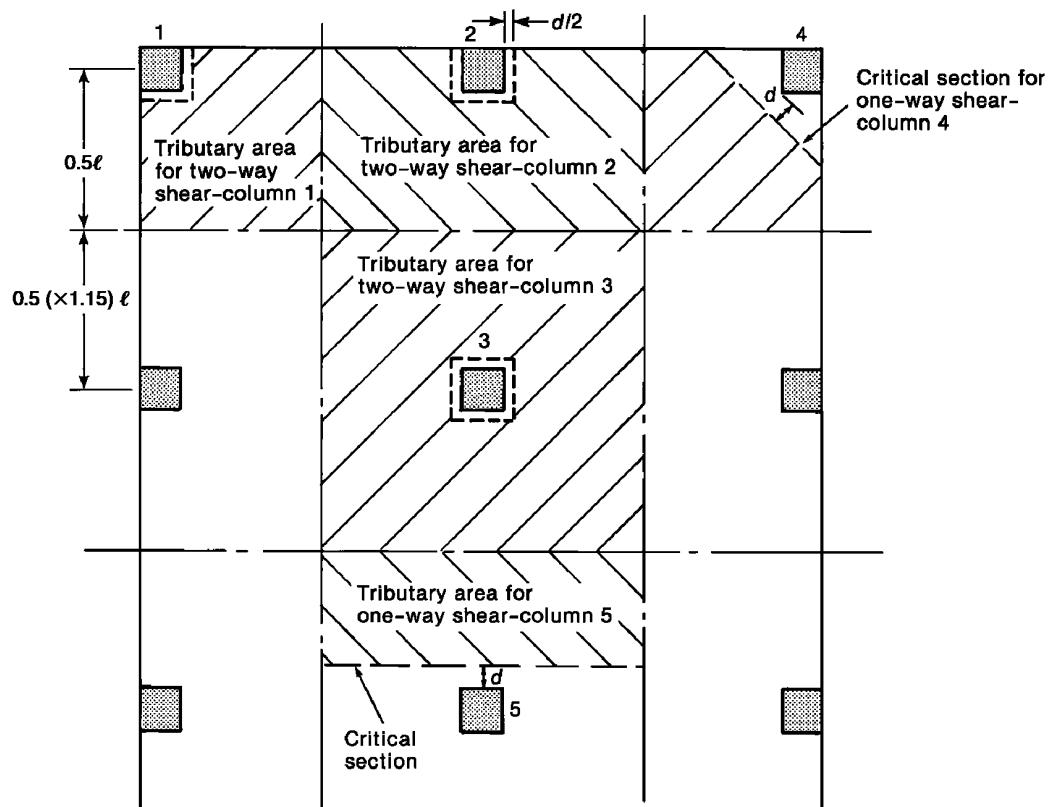 1
2
d/2
4
Critical section for
one-way shear-
column 4
d
0.5ℓ
Tributary area
for two-way
shear-column 1
Tributary area for
two-way shear-column 2
0.5 (×1.15) ℓ
Tributary area for
two-way shear-column 3
3
Tributary area for
one-way shear-column 5
d
5
Critical
section